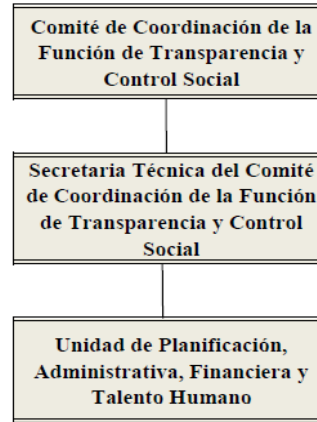 Comité de Coordinación de la
Función de Transparencia y
Control Social
Secretaria Técnica del Comité
de Coordinación de la Función
de Transparencia y Control
Social
Unidad de Planificación,
Administrativa, Financiera y
Talento Humano